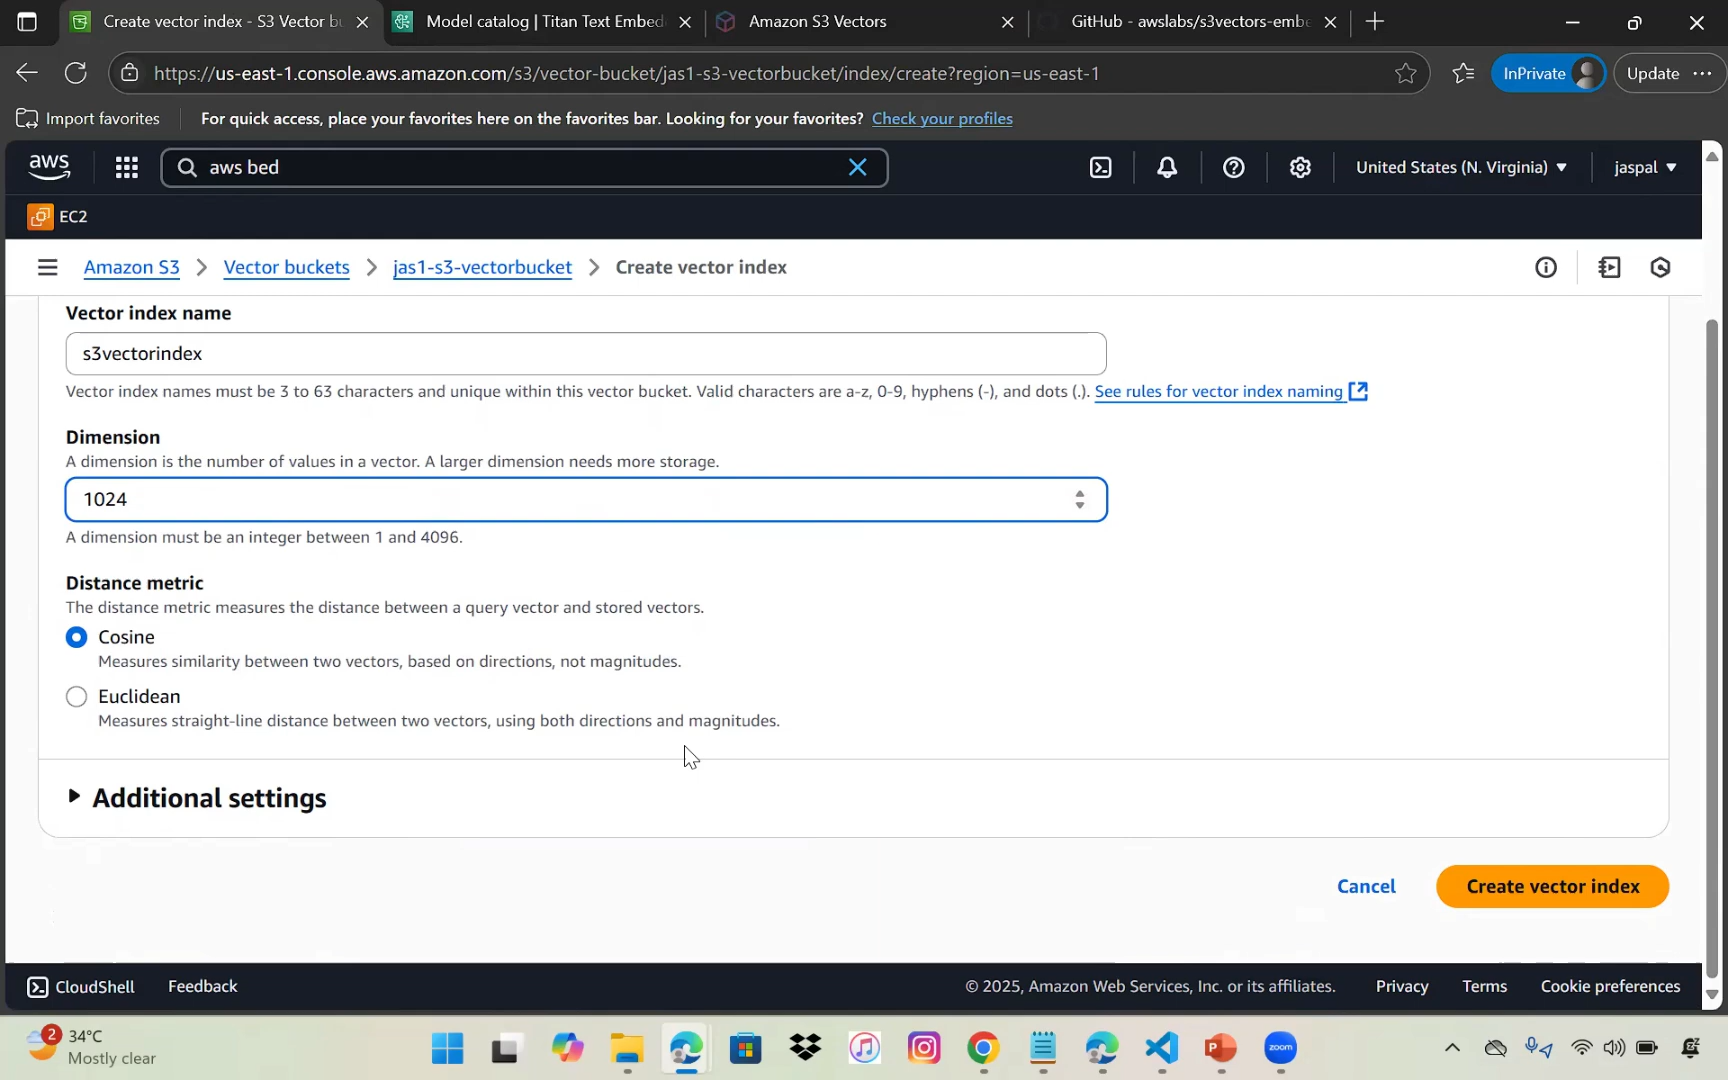 Create vector index - S3 Vector bu
Model catalog | Titan Text Embedd
Amazon S3 Vectors
GitHub - awslabs/s3vectors-embe
https://us-east-1.console.aws.amazon.com/s3/vector-bucket/jas1-s3-vectorbucket/index/create?region=us-east-1
InPrivate
Update
Import favorites
For quick access, place your favorites here on the favorites bar. Looking for your favorites? Check your profiles
aws
aws bed
United States (N. Virginia)
jaspal
EC2
Amazon S3
Vector buckets
jas1-s3-vectorbucket
Create vector index
Vector index name
s3vectorindex
Vector index names must be 3 to 63 characters and unique within this vector bucket. Valid characters are a-z, 0-9, hyphens (-), and dots (.). See rules for vector index naming
Dimension
A dimension is the number of values in a vector. A larger dimension needs more storage.
1024
A dimension must be an integer between 1 and 4096.
Distance metric
The distance metric measures the distance between a query vector and stored vectors.
Cosine
Measures similarity between two vectors, based on directions, not magnitudes.
Euclidean
Measures straight-line distance between two vectors, using both directions and magnitudes.
Additional settings
Cancel
Create vector index
CloudShell
Feedback
© 2025, Amazon Web Services, Inc. or its affiliates.
Privacy
Terms
Cookie preferences
2
34°C
Mostly clear
zoom